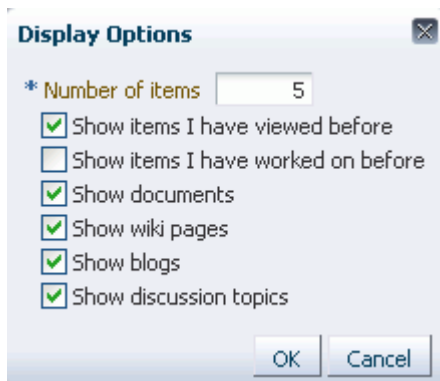 Display Options
* Number of items 5
Show items I have viewed before
Show items I have worked on before
Show documents
Show wiki pages
Show blogs
Show discussion topics
OK Cancel